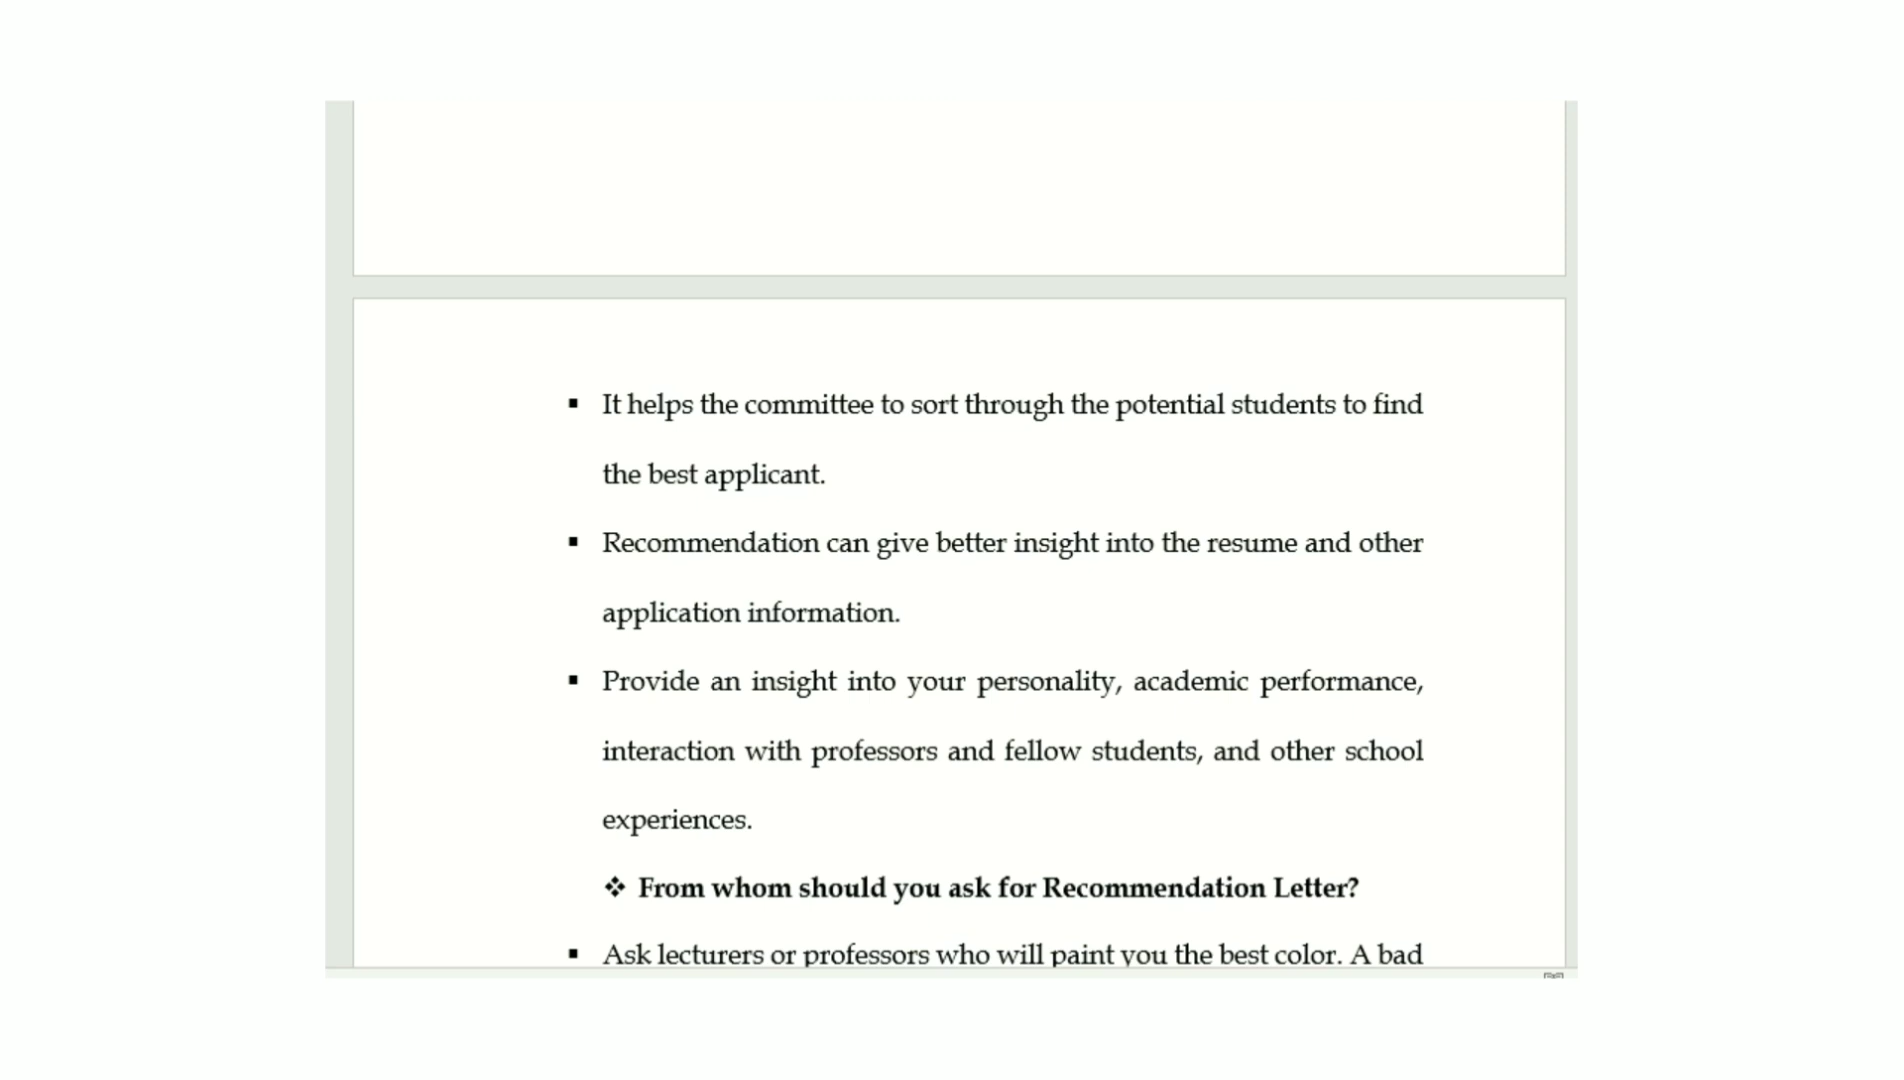 ▪ It helps the committee to sort through the potential students to find
the best applicant.
▪ Recommendation can give better insight into the resume and other
application information.
▪ Provide an insight into your personality, academic performance,
interaction with professors and fellow students, and other school
experiences.
❖ From whom should you ask for Recommendation Letter?
▪ Ask lecturers or professors who will paint you the best color. A bad